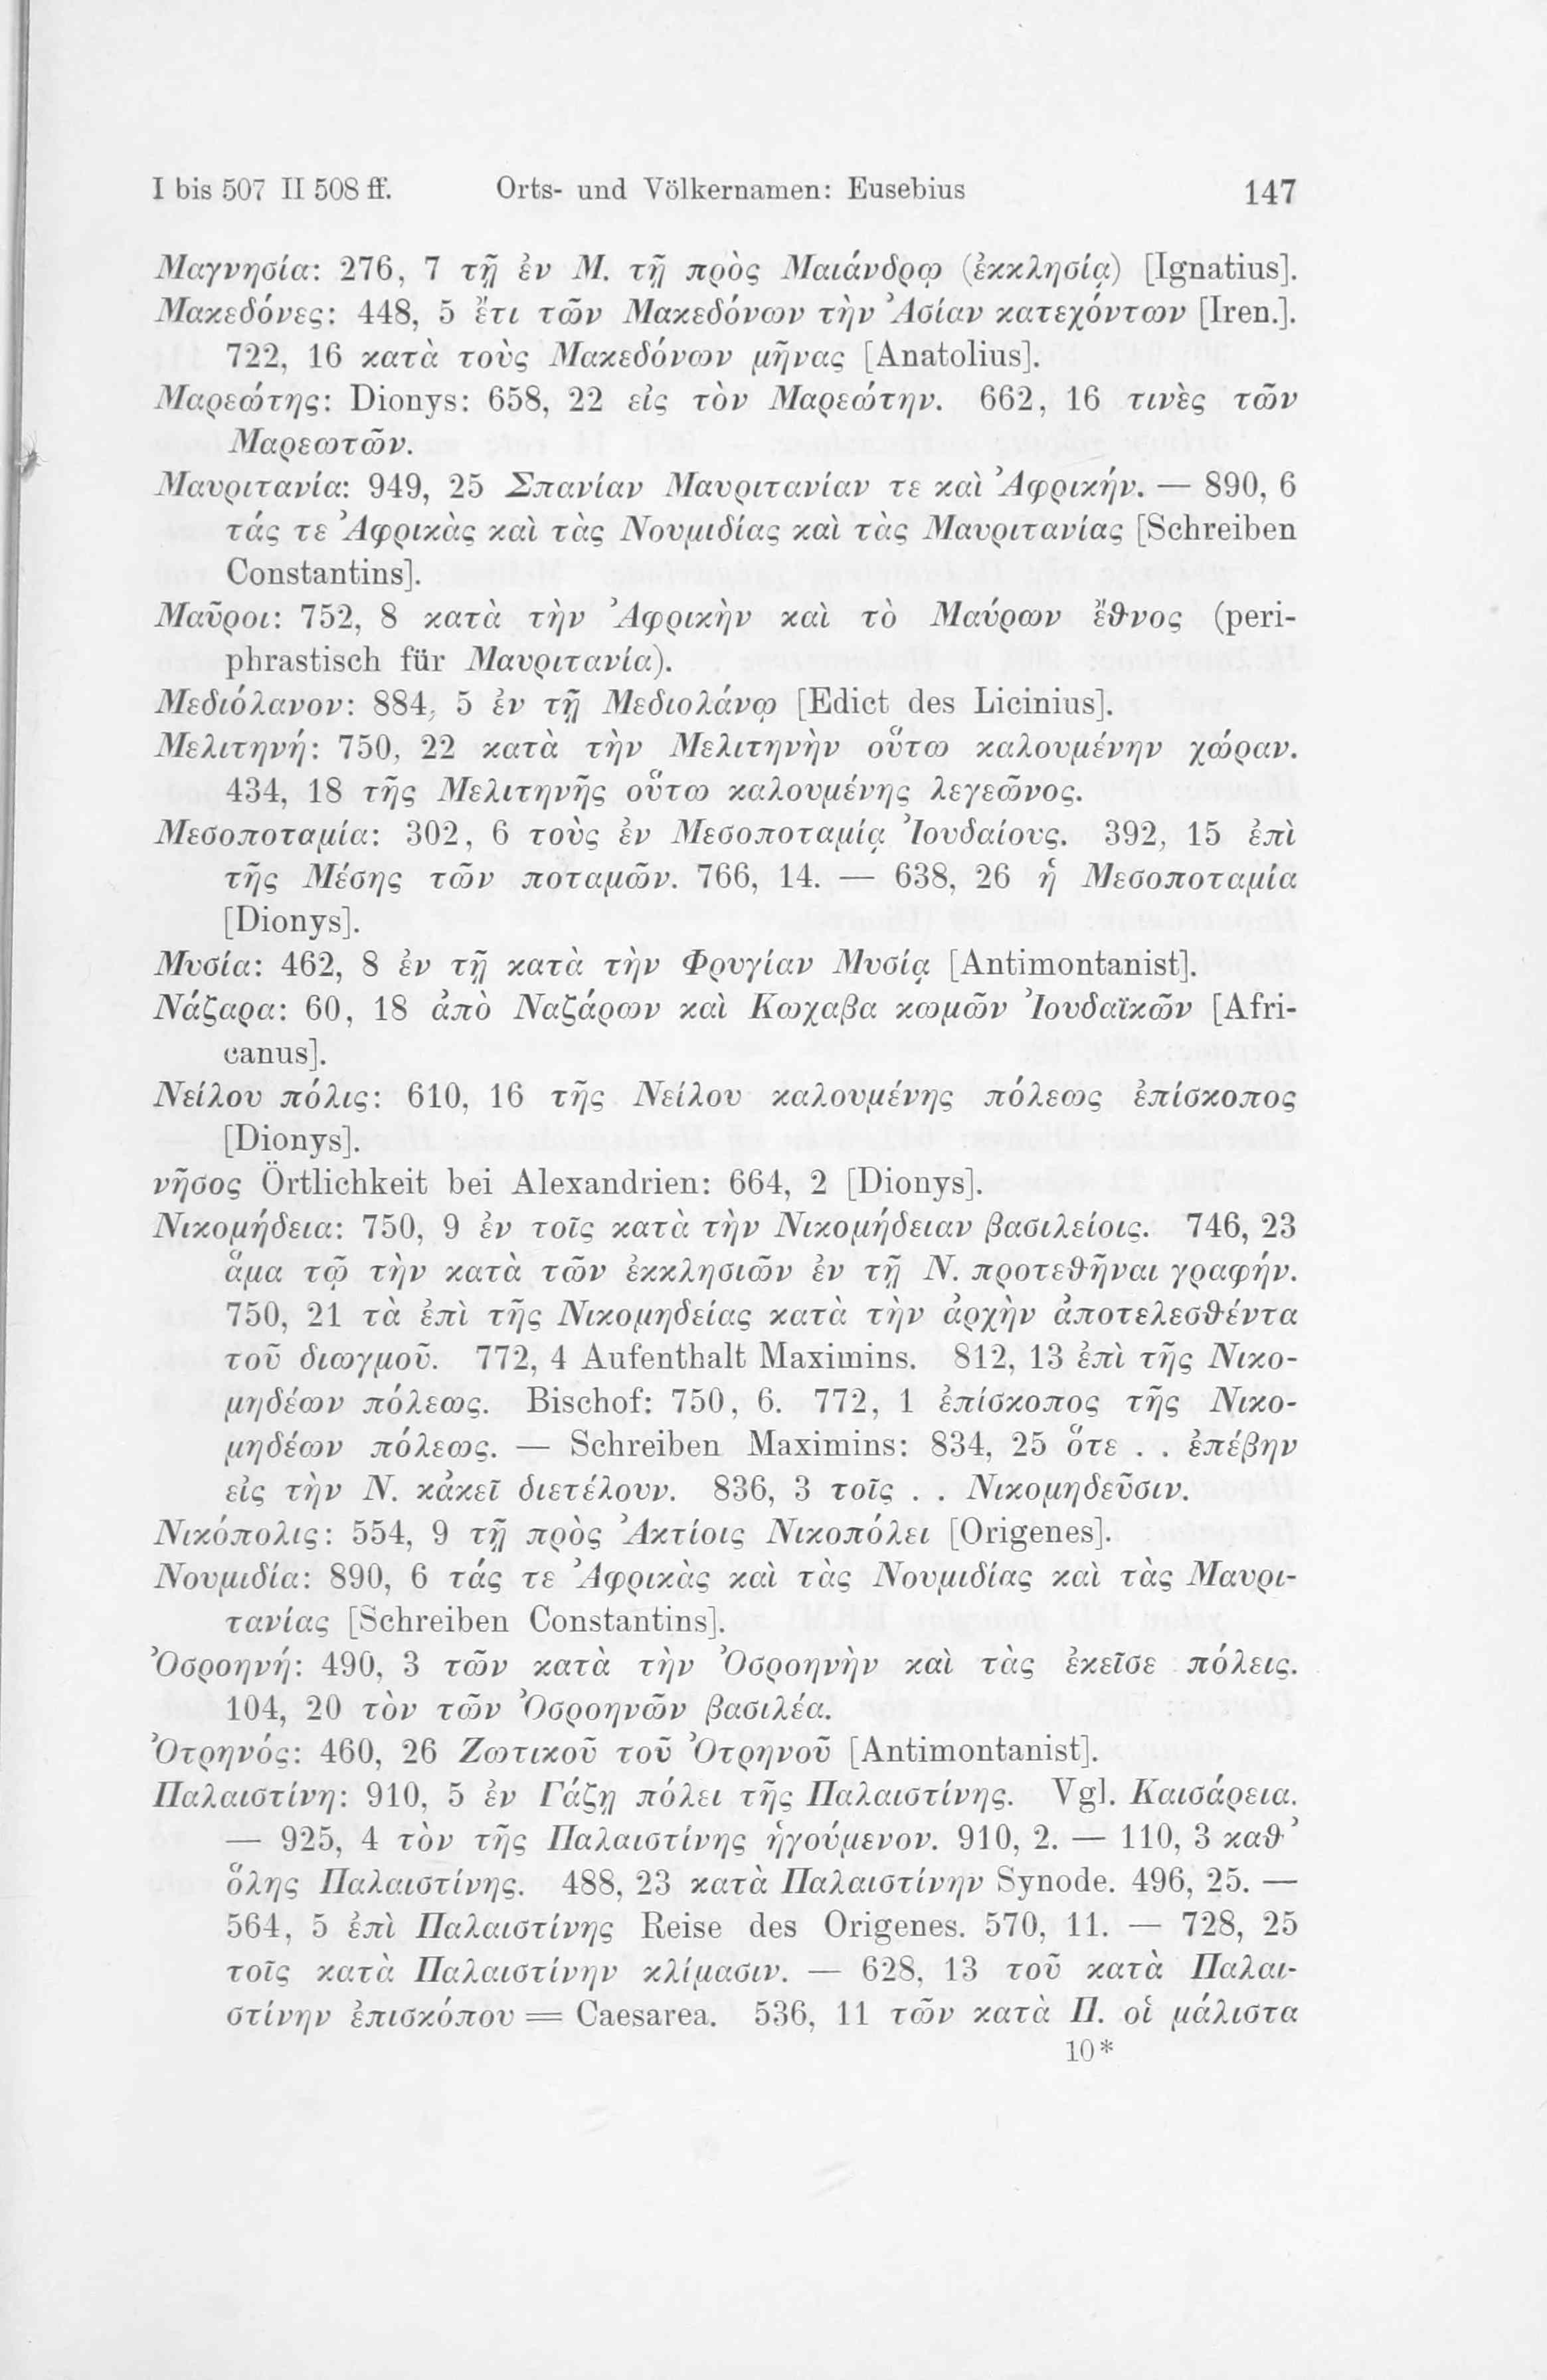 I bis 507 II 508 ff. Orts- und Völkernamen: Eusebius 147
Μαγνησία: 276, 7 τῇ ἐν Μ. τῇ πρὸς Μαιάνδρῳ (ἐκκλησίᾳ) [Ignatius].
Μακεδόνες: 448, 5 ἔτι τῶν Μακεδόνων τὴν Ἀσίαν κατεχόντων [Iren.].
722, 16 κατὰ τοὺς Μακεδόνων μῆνας [Anatolius].
Μαρεώτης: Dionys: 658, 22 εἰς τὸν Μαρεώτην. 662, 16 τινὲς τῶν
Μαρεωτῶν.
Μαυριτανία: 949, 25 Σπανίαν Μαυριτανίαν τε καὶ Ἀφρικήν. — 890, 6
τάς τε Ἀφρικὰς καὶ τὰς Νουμιδίας καὶ τὰς Μαυριτανίας [Schreiben
Constantins].
Μαῦροι: 752, 8 κατὰ τὴν Ἀφρικὴν καὶ τὸ Μαύρων ἔθνος (peri-
phrastisch für Μαυριτανία).
Μεδιόλανον: 884, 5 ἐν τῇ Μεδιολάνῳ [Edict des Licinius].
Μελιτηνή: 750, 22 κατὰ τὴν Μελιτηνὴν οὕτω καλουμένην χώραν.
434, 18 τῆς Μελιτηνῆς οὕτω καλουμένης λεγεῶνος.
Μεσοποταμία: 302, 6 τοὺς ἐν Μεσοποταμίᾳ Ἰουδαίους. 392, 15 ἐπὶ
τῆς Μέσης τῶν ποταμῶν. 766, 14. — 638, 26 ἡ Μεσοποταμία
[Dionys].
Μυσία: 462, 8 ἐν τῇ κατὰ τὴν Φρυγίαν Μυσίᾳ [Antimontanist].
Νάζαρα: 60, 18 ἀπὸ Ναζάρων καὶ Κωχαβα κωμῶν Ἰουδαϊκῶν [Afri-
canus].
Νείλου πόλις: 610, 16 τῆς Νείλου καλουμένης πόλεως ἐπίσκοπος
[Dionys].
νῆσος Örtlichkeit bei Alexandrien: 664, 2 [Dionys].
Νικομήδεια: 750, 9 ἐν τοῖς κατὰ τὴν Νικομήδειαν βασιλείοις. 746, 23
ἅμα τῷ τὴν κατὰ τῶν ἐκκλησιῶν ἐν τῇ Ν. προτεθῆναι γραφήν.
750, 21 τὰ ἐπὶ τῆς Νικομηδείας κατὰ τὴν ἀρχὴν ἀποτελεσθέντα
τοῦ διωγμοῦ. 772, 4 Aufenthalt Maximins. 812, 13 ἐπὶ τῆς Νικο-
μηδέων πόλεως. Bischof: 750, 6. 772, 1 ἐπίσκοπος τῆς Νικο-
μηδέων πόλεως. — Schreiben Maximins: 834, 25 ὅτε . . ἐπέβην
εἰς τὴν Ν. κἀκεῖ διετέλουν. 836, 3 τοῖς . . Νικομηδεῦσιν.
Νικόπολις: 554, 9 τῇ πρὸς Ἀκτίοις Νικοπόλει [Origenes].
Νουμιδία: 890, 6 τάς τε Ἀφρικὰς καὶ τὰς Νουμιδίας καὶ τὰς Μαυρι-
τανίας [Schreiben Constantins].
Ὀσροηνή: 490, 3 τῶν κατὰ τὴν Ὀσροηνὴν καὶ τὰς ἐκεῖσε πόλεις.
104, 20 τὸν τῶν Ὀσροηνῶν βασιλέα.
Ὀτρηνός: 460, 26 Ζωτικοῦ τοῦ Ὀτρηνοῦ [Antimontanist].
Παλαιστίνη: 910, 5 ἐν Γάζῃ πόλει τῆς Παλαιστίνης. Vgl. Καισάρεια.
— 925, 4 τὸν τῆς Παλαιστίνης ἡγούμενον. 910, 2. — 110, 3 καθ’
ὅλης Παλαιστίνης. 488, 23 κατὰ Παλαιστίνην Synode. 496, 25. —
564, 5 ἐπὶ Παλαιστίνης Reise des Origenes. 570, 11. — 728, 25
τοῖς κατὰ Παλαιστίνην κλίμασιν. — 628, 13 τοῦ κατὰ Παλαι-
στίνην ἐπισκόπου = Caesarea. 536, 11 τῶν κατὰ Π. οἱ μάλιστα
10*